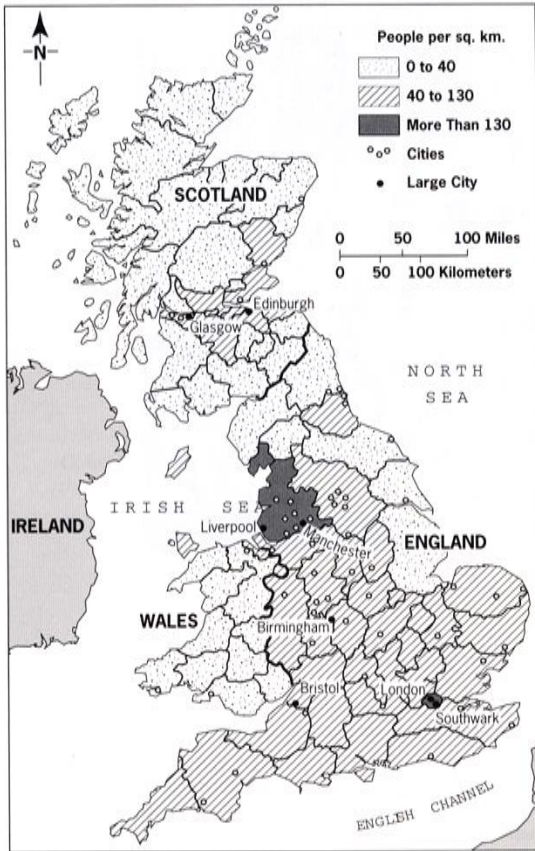 N
People per sq. km.
0 to 40
40 to 130
More Than 130
Cities
Large City
SCOTLAND
0 50 100 Miles
0 50 100 Kilometers
Edinburgh
Glasgow
NORTH
SEA
IRISH SEA
IRELAND
Liverpool
Manchester
ENGLAND
WALES
Birmingham
Bristol
London
Southwark
ENGLISH CHANNEL